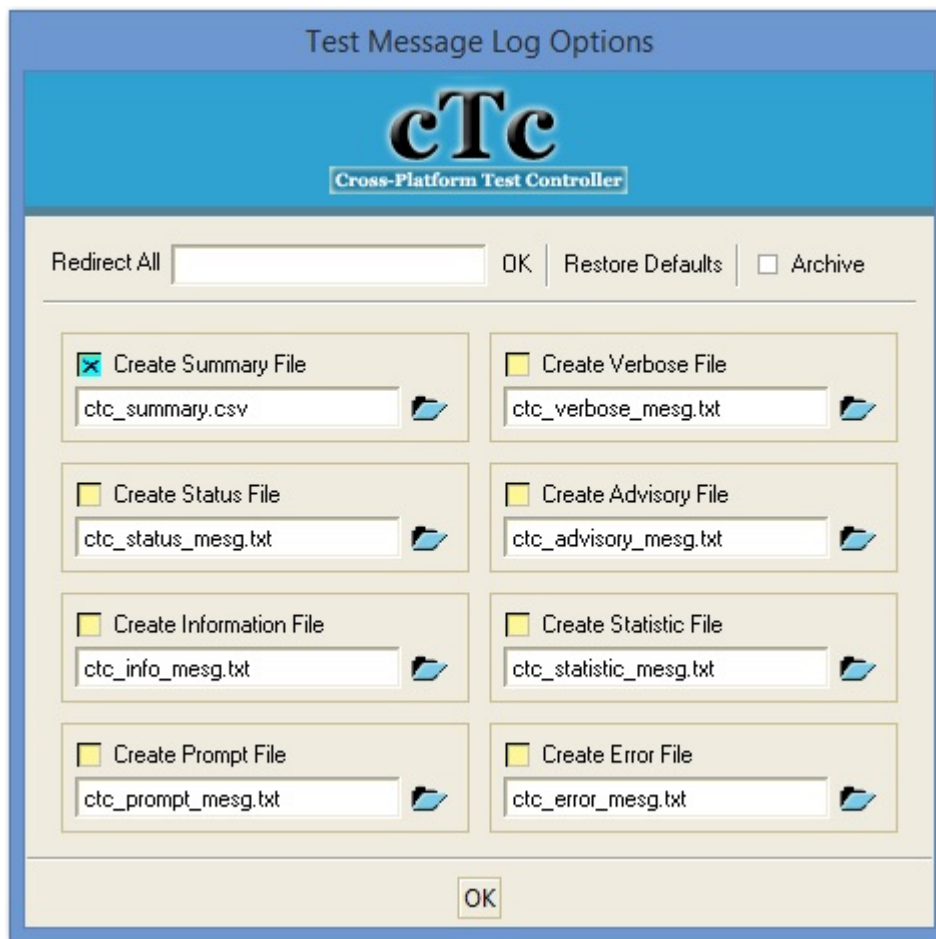 Test Message Log Options
cTc
Cross-Platform Test Controller
Redirect All OK Restore Defaults Archive
Create Summary File
ctc_summary.csv
Create Verbose File
ctc_verbose_mesg.txt
Create Status File
ctc_status_mesg.txt
Create Advisory File
ctc_advisory_mesg.txt
Create Information File
ctc_info_mesg.txt
Create Statistic File
ctc_statistic_mesg.txt
Create Prompt File
ctc_prompt_mesg.txt
Create Error File
ctc_error_mesg.txt
OK